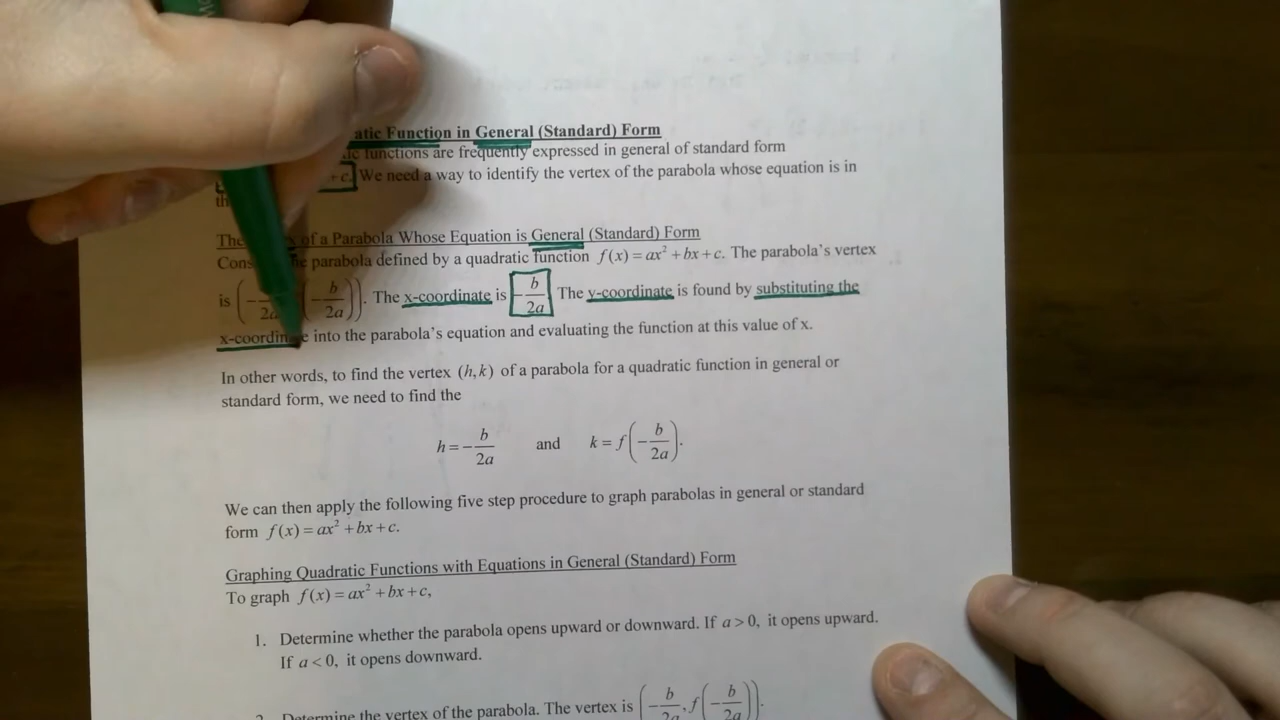 atic Function in General (Standard) Form
functions are frequently expressed in general of standard form
+ c. We need a way to identify the vertex of the parabola whose equation is in
th
The of a Parabola Whose Equation is General (Standard) Form
Cons parabola defined by a quadratic function f(x) = ax² + bx + c. The parabola's vertex
is (-b/2a (-b/2a)). The x-coordinate is -b/2a The y-coordinate is found by substituting the
x-coordinate into the parabola's equation and evaluating the function at this value of x.
In other words, to find the vertex (h, k) of a parabola for a quadratic function in general or
standard form, we need to find the
h = -b/2a and k = f(-b/2a).
We can then apply the following five step procedure to graph parabolas in general or standard
form f(x) = ax² + bx + c.
Graphing Quadratic Functions with Equations in General (Standard) Form
To graph f(x) = ax² + bx + c,
1. Determine whether the parabola opens upward or downward. If a > 0, it opens upward.
If a < 0, it opens downward.
2. Determine the vertex of the parabola. The vertex is (-b/2a, f(-b/2a)).